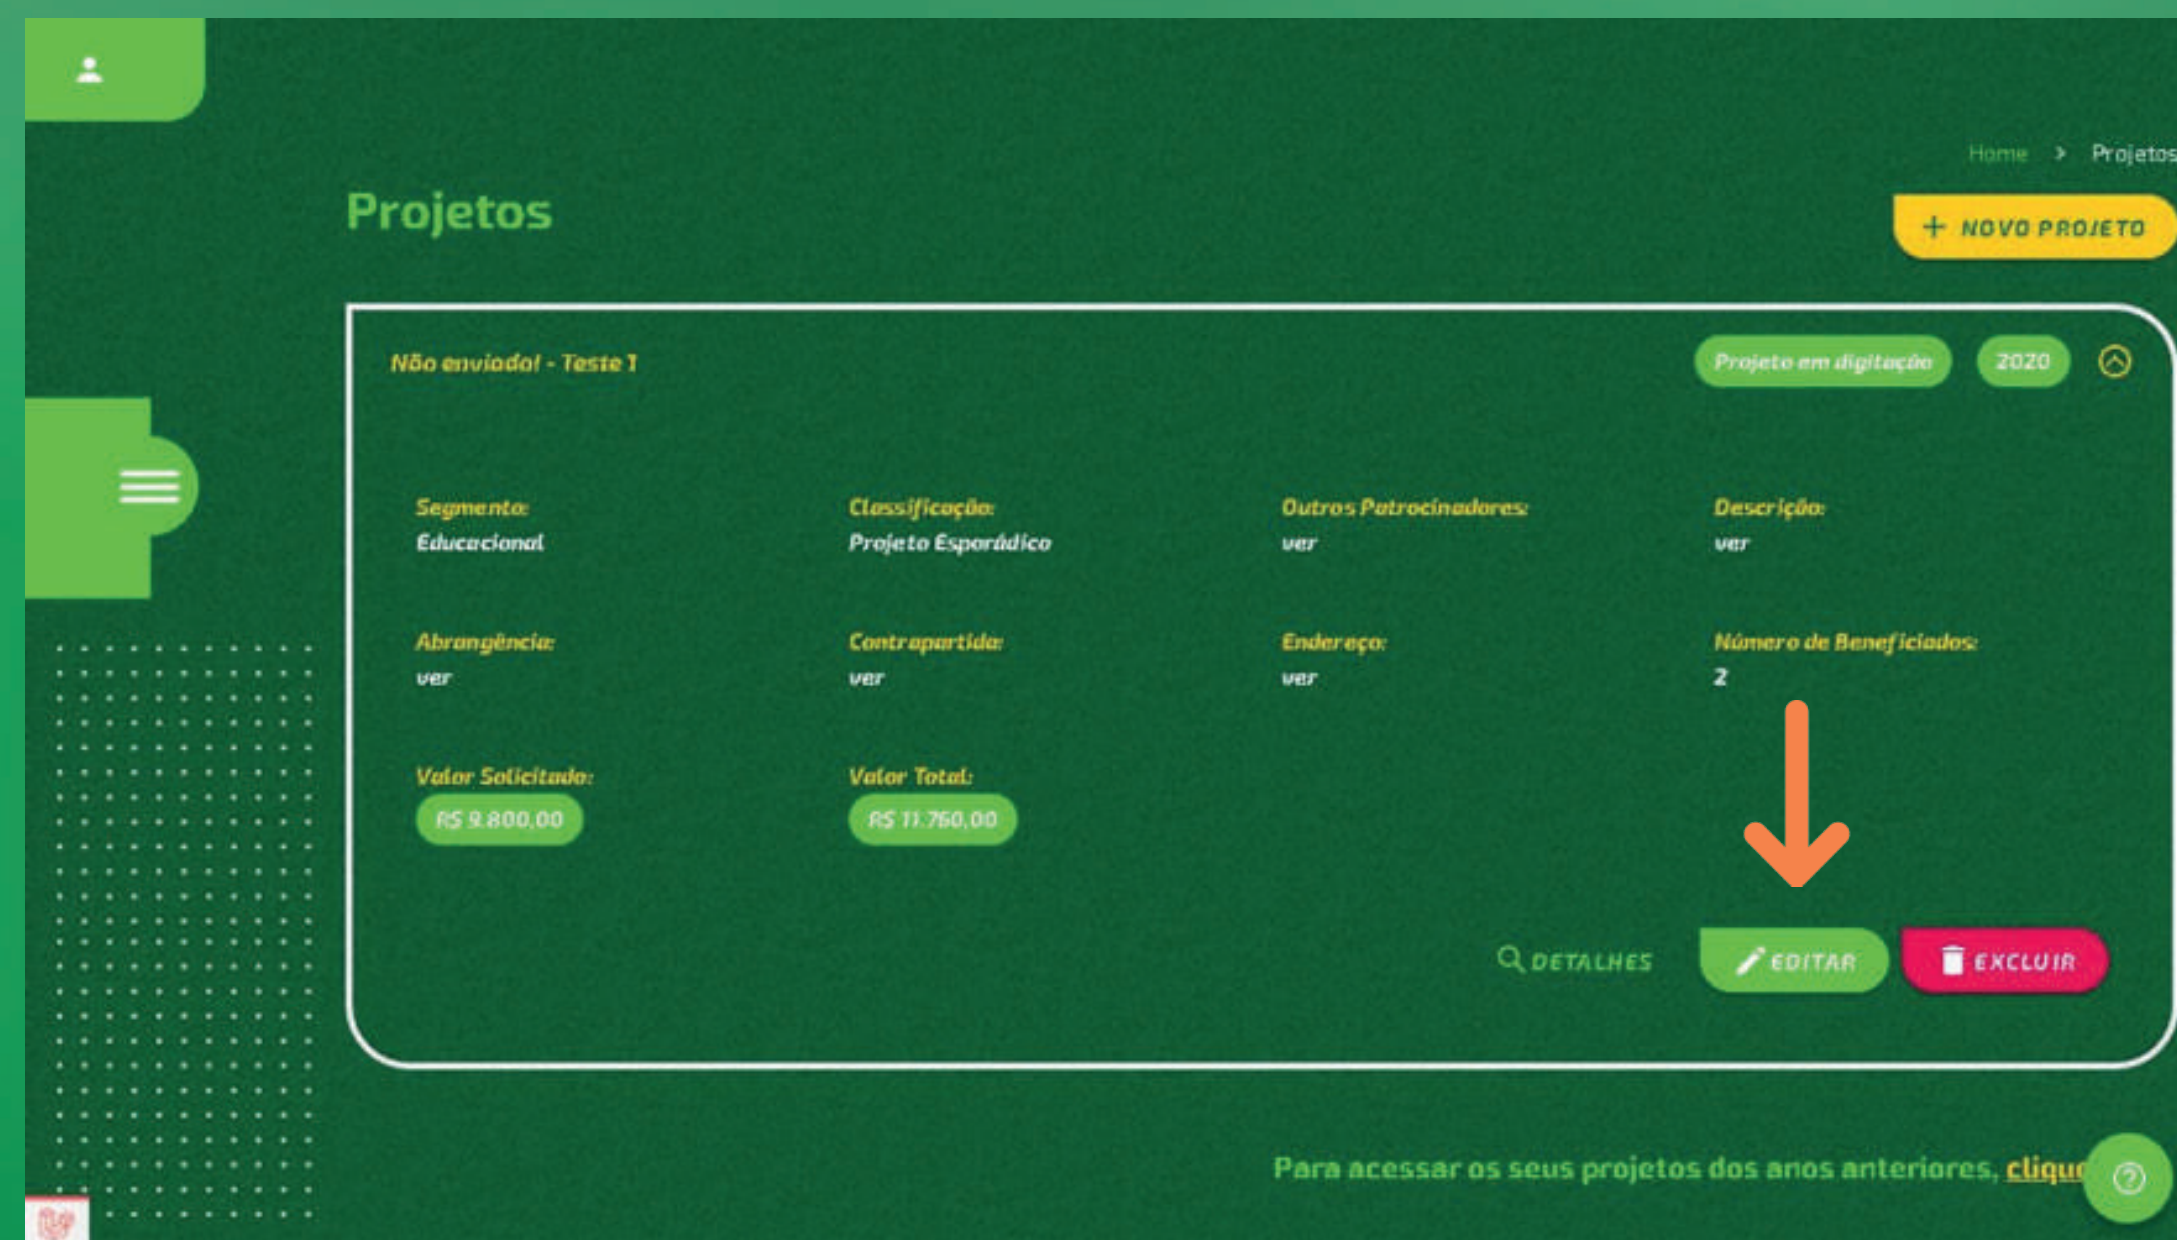 Home > Projetos
Projetos
+ NOVO PROJETO
Não enviado! - Teste 1
Projeto em digitação
2020
Segmento:
Educacional
Classificação:
Projeto Esporádico
Outros Patrocinadores:
ver
Descrição:
ver
Abrangência:
ver
Contrapartida:
ver
Endereço:
ver
Número de Beneficiados:
2
Valor Solicitado:
R$ 9.800,00
Valor Total:
R$ 11.760,00
DETALHES
EDITAR
EXCLUIR
Para acessar os seus projetos dos anos anteriores, clique